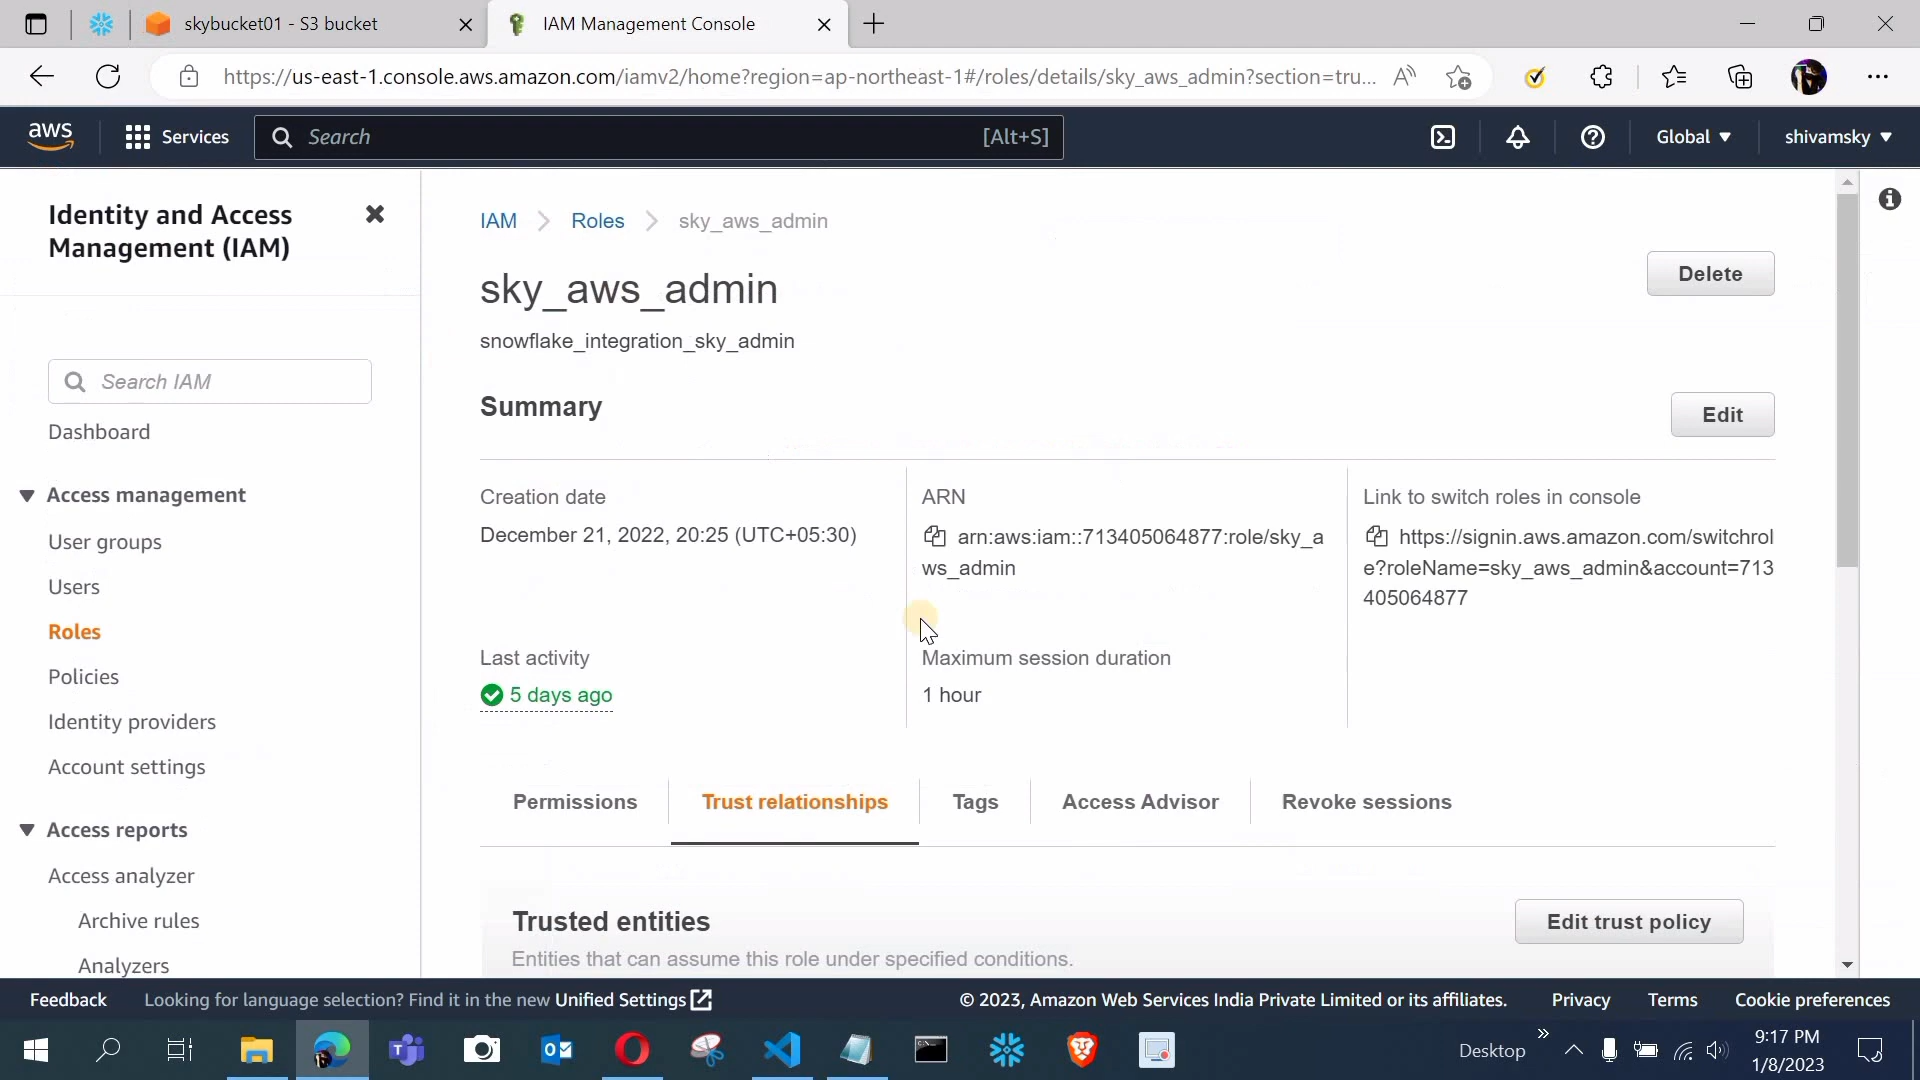 skybucket01 - S3 bucket
IAM Management Console
https://us-east-1.console.aws.amazon.com/iamv2/home?region=ap-northeast-1#/roles/details/sky_aws_admin?section=tru...
aws
Services
Search
[Alt+S]
Global
shivamsky
Identity and Access
Management (IAM)
Search IAM
Dashboard
Access management
User groups
Users
Roles
Policies
Identity providers
Account settings
Access reports
Access analyzer
Archive rules
Analyzers
IAM
Roles
sky_aws_admin
sky_aws_admin
Delete
snowflake_integration_sky_admin
Summary
Edit
Creation date
December 21, 2022, 20:25 (UTC+05:30)
ARN
arn:aws:iam::713405064877:role/sky_a
ws_admin
Link to switch roles in console
https://signin.aws.amazon.com/switchrol
e?roleName=sky_aws_admin&account=713
405064877
Last activity
5 days ago
Maximum session duration
1 hour
Permissions
Trust relationships
Tags
Access Advisor
Revoke sessions
Trusted entities
Edit trust policy
Entities that can assume this role under specified conditions.
Feedback
Looking for language selection? Find it in the new Unified Settings
© 2023, Amazon Web Services India Private Limited or its affiliates.
Privacy
Terms
Cookie preferences
Desktop
9:17 PM
1/8/2023